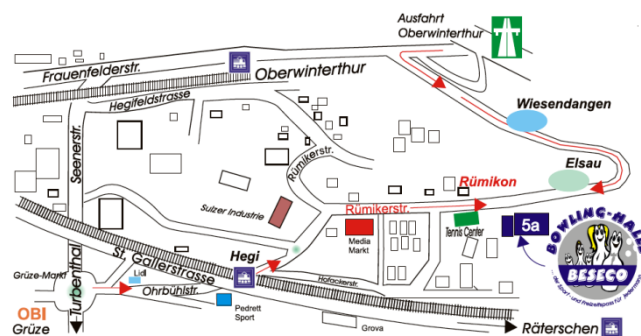 Ausfahrt
Oberwinterthur
Frauenfelderstr.
Oberwinterthur
Hegifeldstrasse
Wiesendangen
Seenerstr.
Rümikerstr.
Elsau
Rümikon
Sulzer Industrie
Rümikerstr.
Media
Markt
Tennis Center
5a
BOWLING-HALLE
BESECO
St. Gallerstrasse
Hegi
Grüze-Markt
Turbenthal
Lidl
Ohrbühlstr.
Hofackerstr.
OBI
Grüze
Pedrett
Sport
Grova
Räterschen